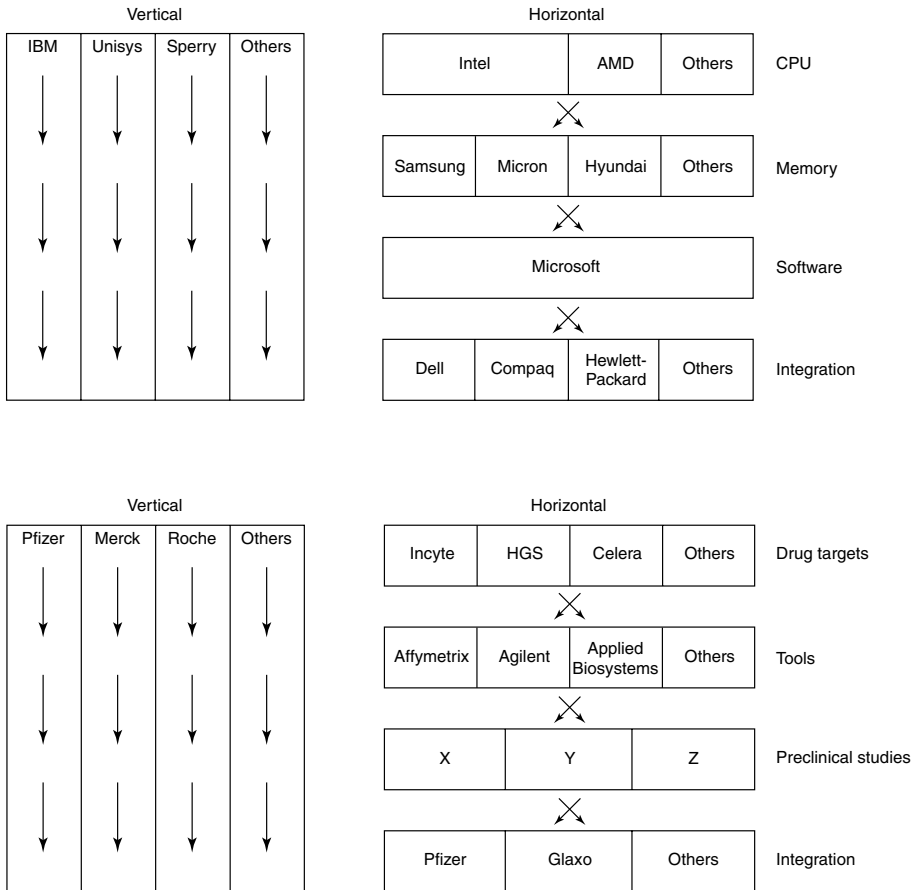 Vertical
Horizontal
IBM Unisys Sperry Others
Intel AMD Others CPU
Samsung Micron Hyundai Others Memory
Microsoft Software
Dell Compaq Hewlett-
Packard Others Integration
Vertical
Horizontal
Pfizer Merck Roche Others
Incyte HGS Celera Others Drug targets
Affymetrix Agilent Applied
Biosystems Others Tools
X Y Z Preclinical studies
Pfizer Glaxo Others Integration